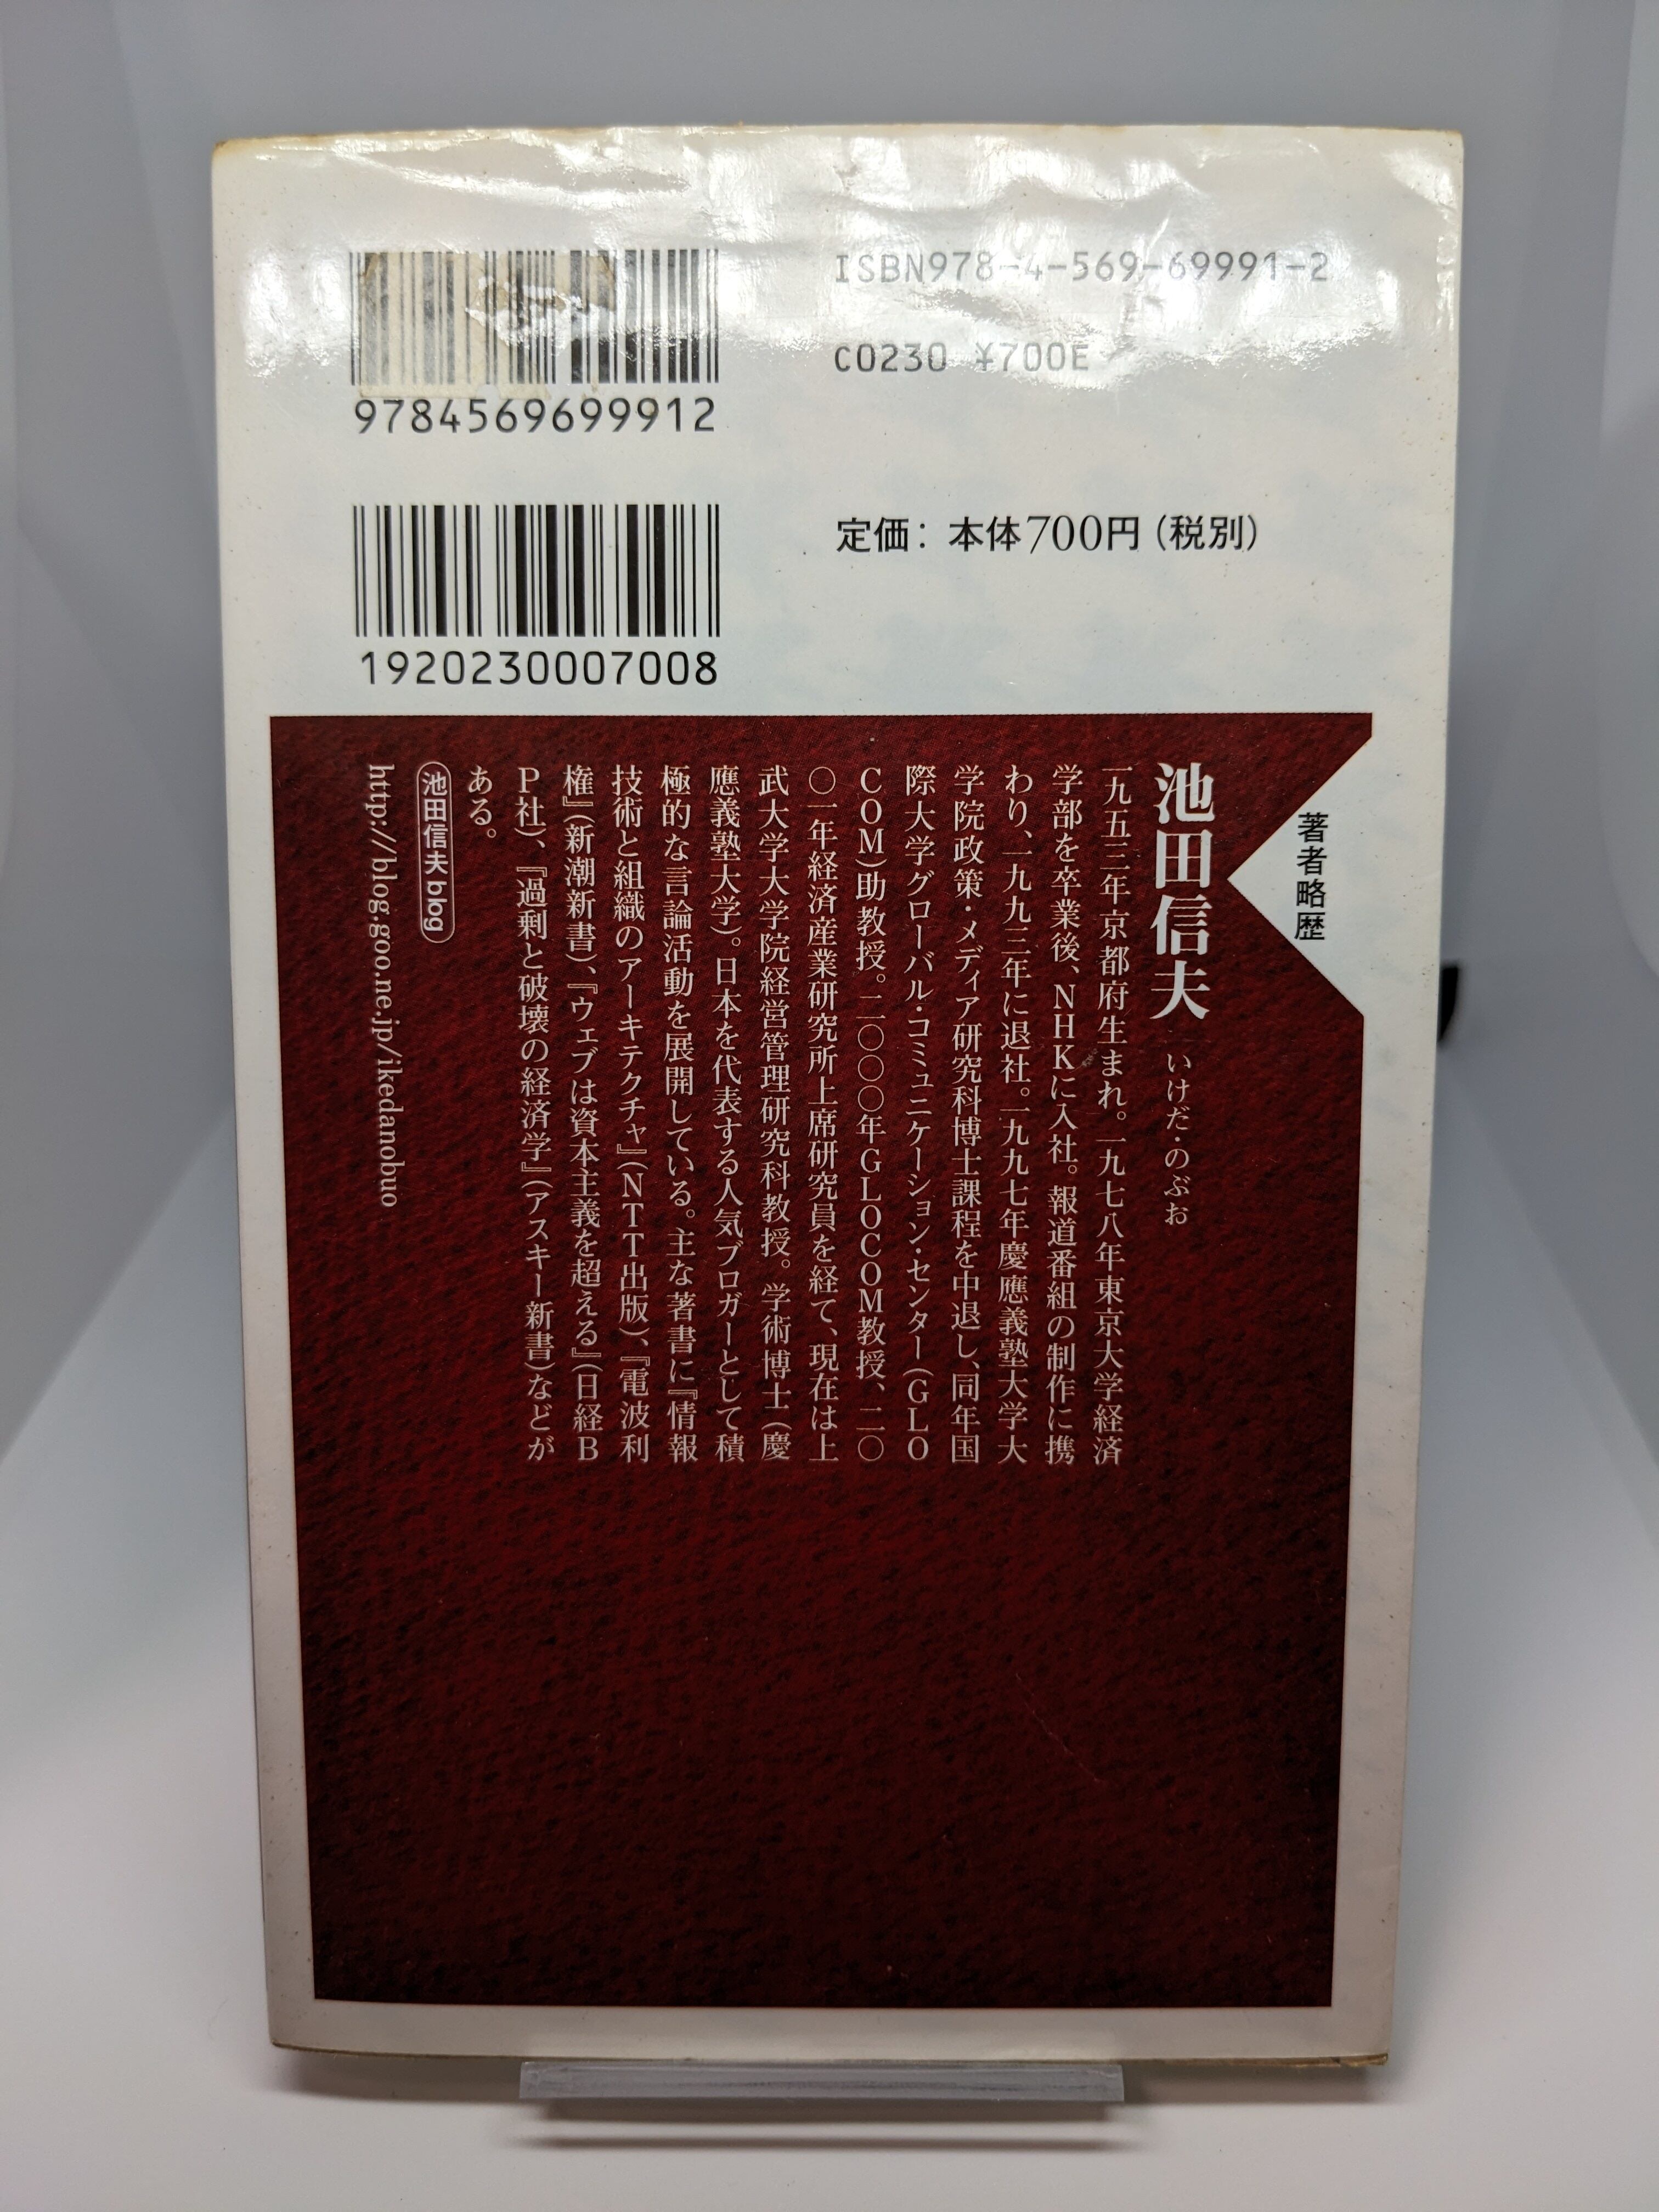 ISBN978-4-569-69991-2
C0230 ¥700E
9784569699912
定価：本体700円（税別）
1920230007008
著者略歴
池田信夫 いけだ・のぶお
一九五三年京都府生まれ。一九七八年東京大学経済
学部を卒業後、NHKに入社。報道番組の制作に携
わり、一九九三年に退社。一九九七年慶應義塾大学大
学院政策・メディア研究科博士課程を中退し、同年国
際大学グローバル・コミュニケーション・センター（GLO
COM）助教授。二〇〇〇年GLOCOM教授、二〇
〇一年経済産業研究所上席研究員を経て、現在は上
武大学大学院経営管理研究科教授。学術博士（慶
應義塾大学）。日本を代表する人気ブロガーとして積
極的な言論活動を展開している。主な著書に『情報
技術と組織のアーキテクチャ』（NTT出版）、『電波利
権』（新潮新書）、『ウェブは資本主義を超える』（日経B
P社）、『過剰と破壊の経済学』（アスキー新書）などが
ある。
池田信夫 blog
http://blog.goo.ne.jp/ikedanobuo